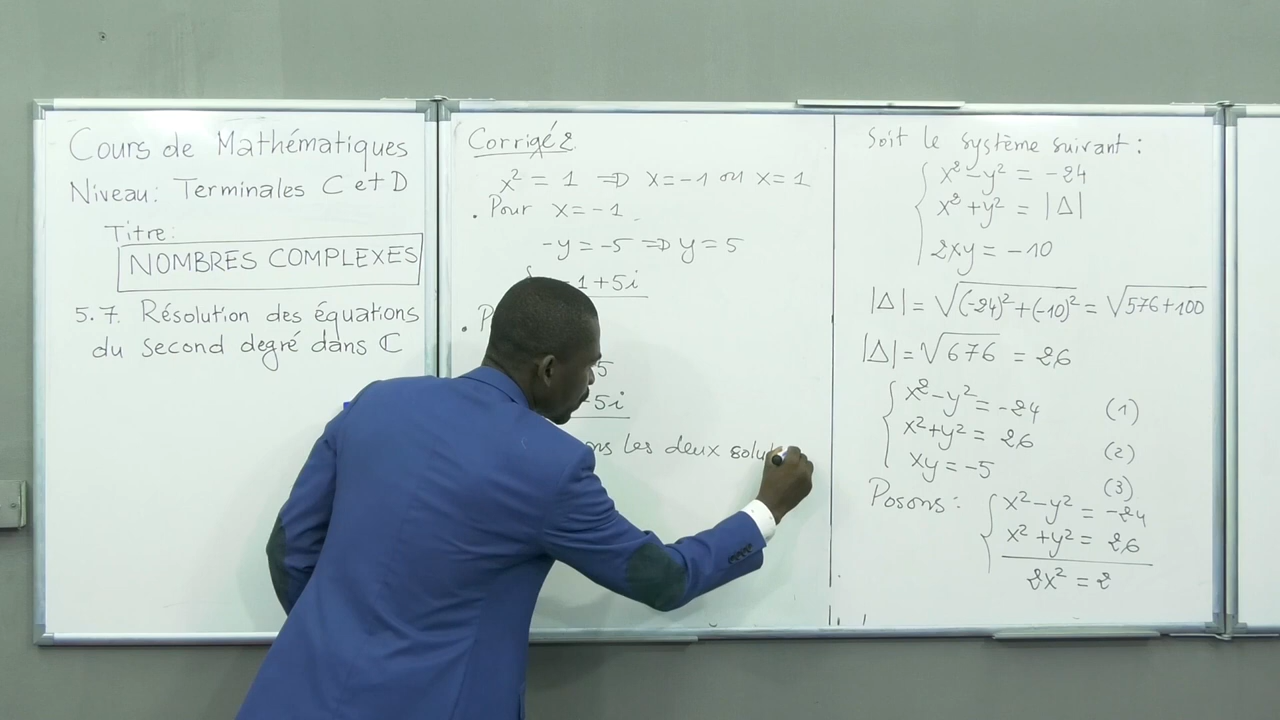 Cours de Mathématiques
Niveau: Terminales C et D
Titre:
NOMBRES COMPLEXES
5.7. Résolution des équations
du second degré dans ℂ
Corrigé 2
x² = 1 ⇒ x = -1 ou x = 1
• Pour x = -1
-y = -5 ⇒ y = 5
-1 + 5i
•
5
5i
les deux
Soit le système suivant :
x² - y² = -24
x² + y² = |Δ|
2xy = -10
|Δ| = √(-24)² + (-10)² = √576 + 100
|Δ| = √676 = 26
x² - y² = -24 (1)
x² + y² = 26 (2)
xy = -5 (3)
Posons : x² - y² = -24
x² + y² = 26
2x² = 2